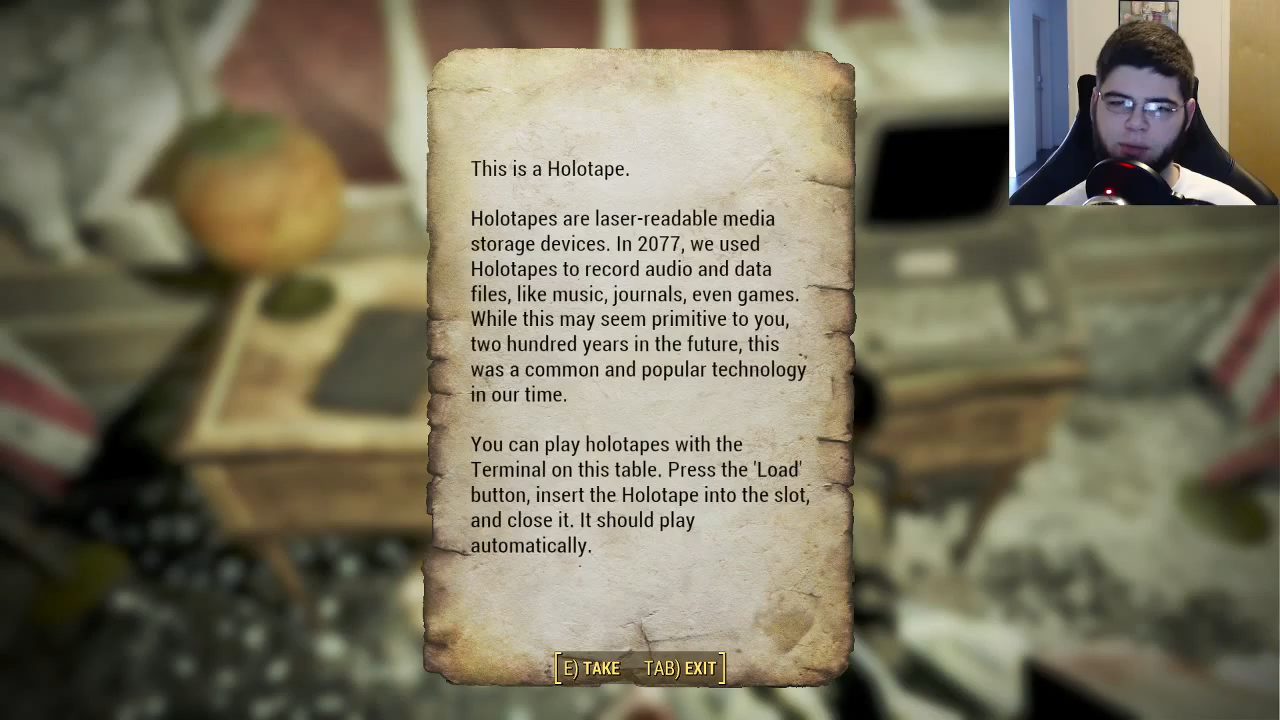 This is a Holotape.
Holotapes are laser-readable media
storage devices. In 2077, we used
Holotapes to record audio and data
files, like music, journals, even games.
While this may seem primitive to you,
two hundred years in the future, this
was a common and popular technology
in our time.
You can play holotapes with the
Terminal on this table. Press the 'Load'
button, insert the Holotape into the slot,
and close it. It should play
automatically.
E) TAKE TAB) EXIT